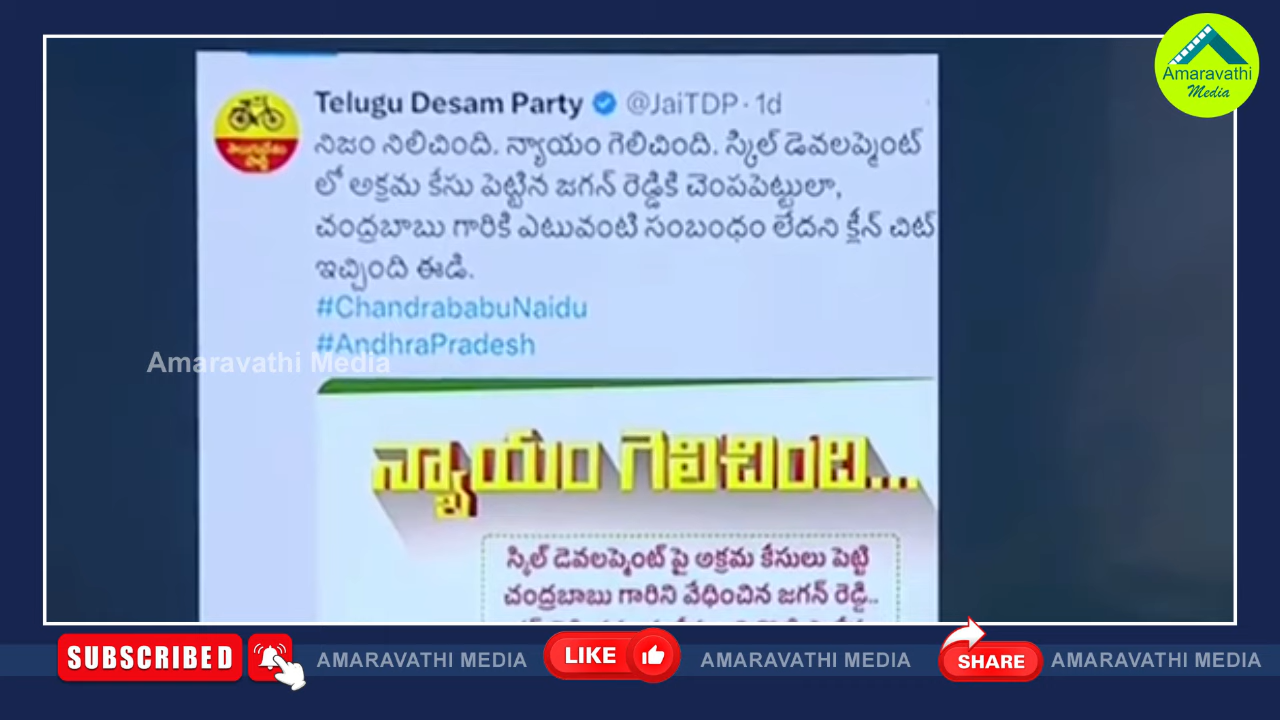 Amaravathi
Media
Telugu Desam Party @JaiTDP · 1d
నిజం నిలిచింది. న్యాయం గెలిచింది. స్కిల్ డెవలప్మెంట్
లో అక్రమ కేసు పెట్టిన జగన్ రెడ్డికి చెంపపెట్టులా,
చంద్రబాబు గారికి ఎటువంటి సంబంధం లేదని క్లీన్ చిట్
ఇచ్చింది ఈడి.
#ChandrababuNaidu
#AndhraPradesh
Amaravathi Media
న్యాయం గెలిచింది...
స్కిల్ డెవలప్మెంట్ పై అక్రమ కేసులు పెట్టి
చంద్రబాబు గారిని వేధించిన జగన్ రెడ్డి..
SUBSCRIBED AMARAVATHI MEDIA LIKE AMARAVATHI MEDIA SHARE AMARAVATHI MEDIA